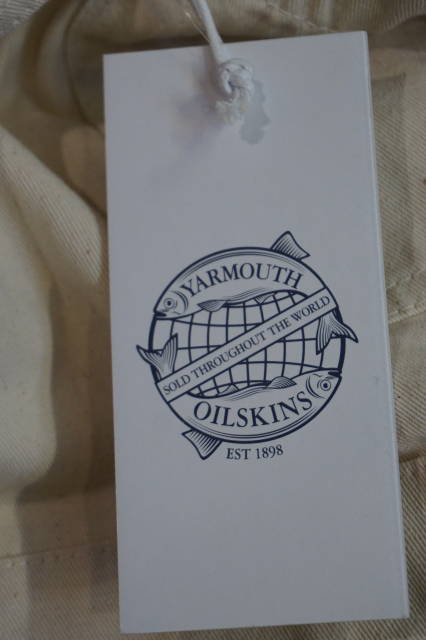 YARMOUTH
SOLD THROUGHOUT THE WORLD
OILSKINS
EST 1898